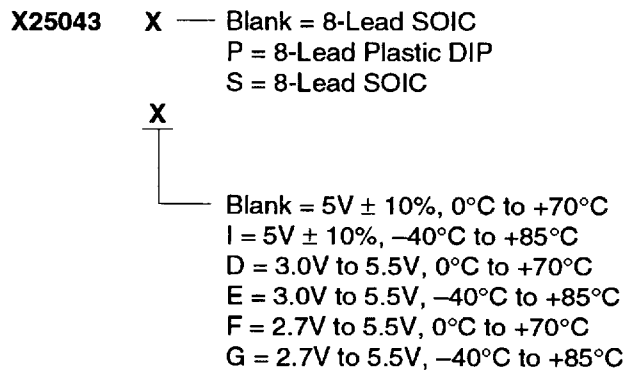 X25043 X Blank = 8-Lead SOIC
P = 8-Lead Plastic DIP
S = 8-Lead SOIC
X
Blank = 5V ± 10%, 0°C to +70°C
I = 5V ± 10%, –40°C to +85°C
D = 3.0V to 5.5V, 0°C to +70°C
E = 3.0V to 5.5V, –40°C to +85°C
F = 2.7V to 5.5V, 0°C to +70°C
G = 2.7V to 5.5V, –40°C to +85°C